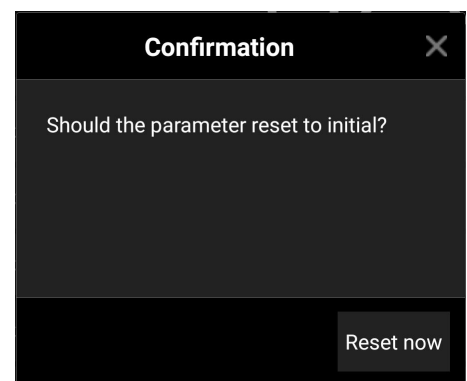 Confirmation
Should the parameter reset to initial?
Reset now